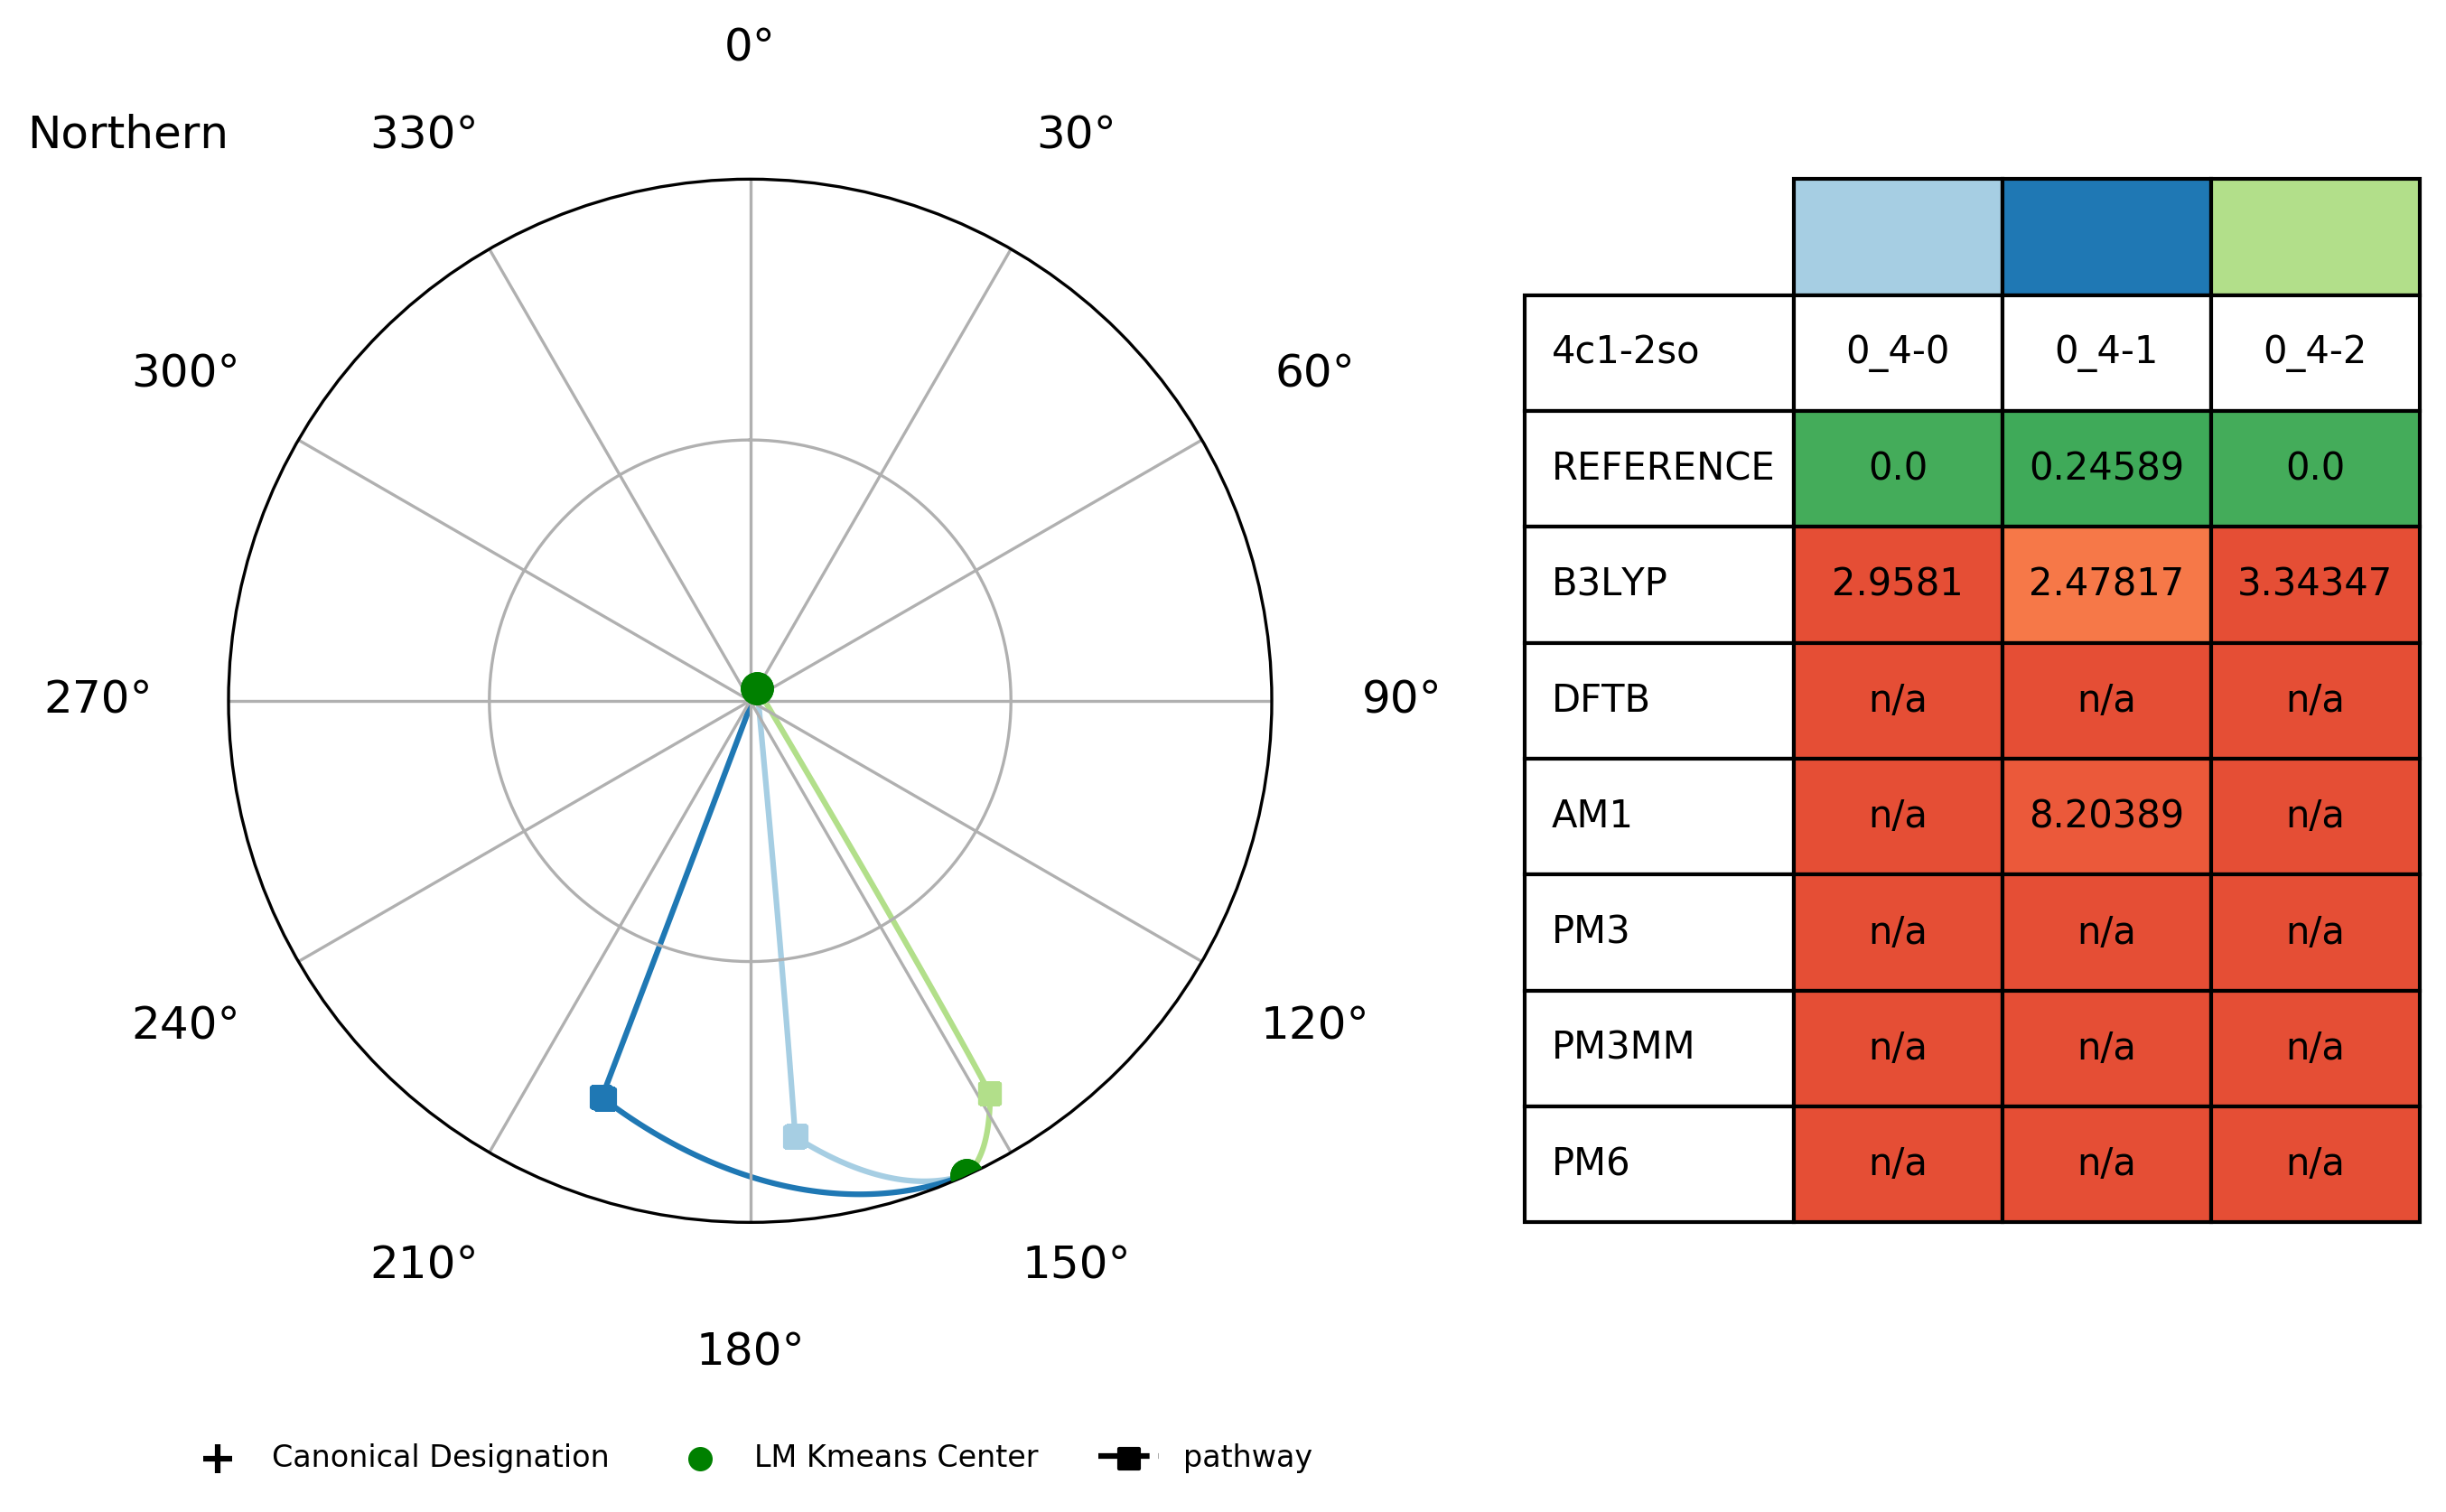 0°
Northern
330°
30°
300°
60°
270°
90°
240°
120°
210°
150°
180°
4c1-2so 0_4-0 0_4-1 0_4-2
REFERENCE 0.0 0.24589 0.0
B3LYP 2.9581 2.47817 3.34347
DFTB n/a n/a n/a
AM1 n/a 8.20389 n/a
PM3 n/a n/a n/a
PM3MM n/a n/a n/a
PM6 n/a n/a n/a
Canonical Designation LM Kmeans Center pathway